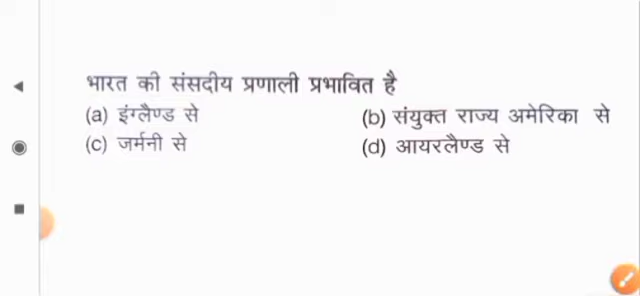 भारत की संसदीय प्रणाली प्रभावित है
(a) इंग्लैण्ड से (b) संयुक्त राज्य अमेरिका से
(c) जर्मनी से (d) आयरलैण्ड से